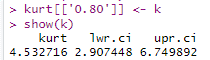 > kurt[['0.80']] <- k
> show(k)
    kurt   lwr.ci   upr.ci
4.532716 2.907448 6.749892